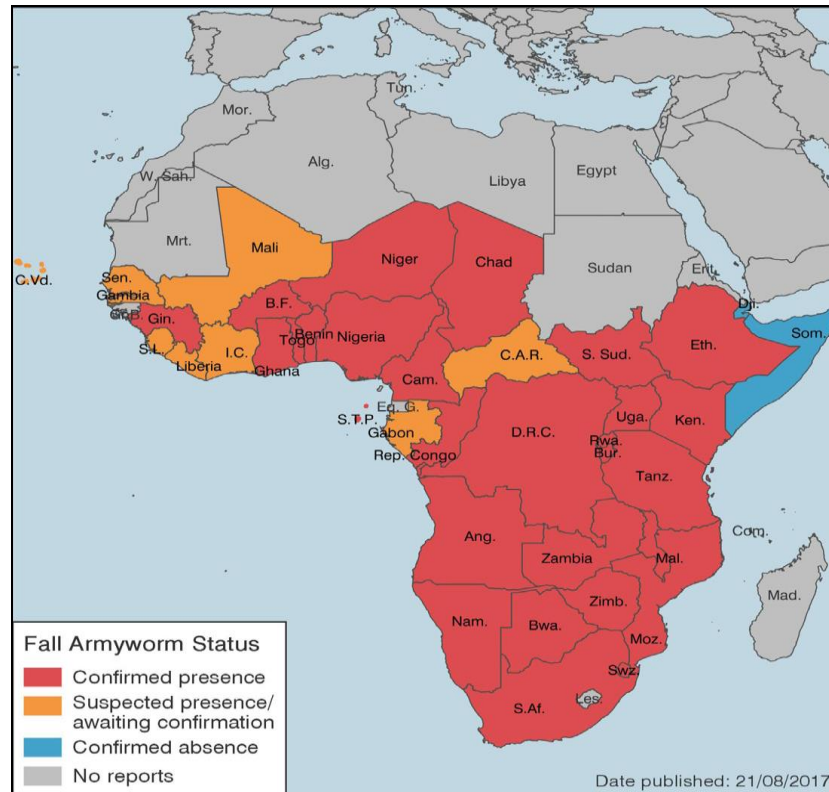 Tun.
Mor.
Alg.
Libya
Egypt
W. Sah.
Mrt.
Mali
Niger
Chad
Sudan
Erit.
C.Vd.
Sen.
Gambia
G.B.
Gin.
B.F.
Dji.
Som.
S.L.
I.C.
Togo
Benin
Nigeria
C.A.R.
S. Sud.
Eth.
Liberia
Ghana
Cam.
Eq. G.
S.T.P.
Gabon
Uga.
Ken.
D.R.C.
Rep. Congo
Rwa.
Bur.
Tanz.
Ang.
Com.
Zambia
Mal.
Mad.
Zimb.
Nam.
Bwa.
Moz.
Swz.
Les.
S.Af.
Fall Armyworm Status
Confirmed presence
Suspected presence/
awaiting confirmation
Confirmed absence
No reports
Date published: 21/08/2017